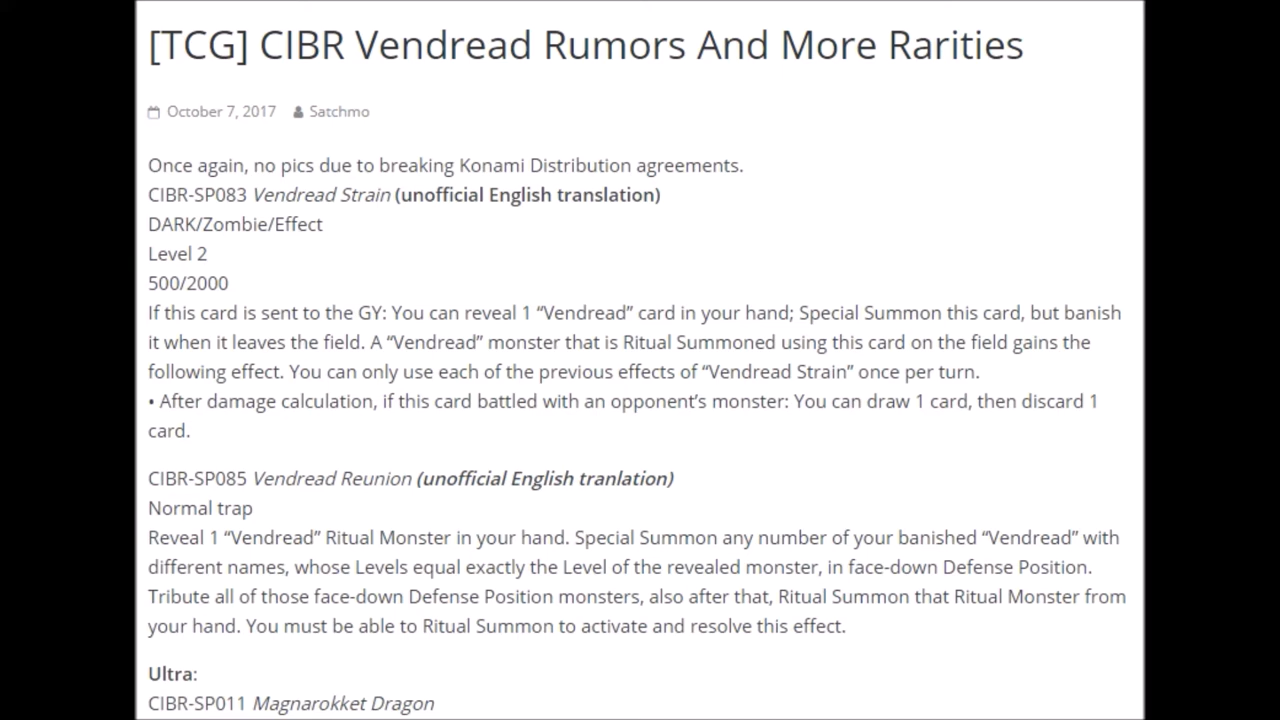 [TCG] CIBR Vendread Rumors And More Rarities
October 7, 2017 Satchmo
Once again, no pics due to breaking Konami Distribution agreements.
CIBR-SP083 Vendread Strain (unofficial English translation)
DARK/Zombie/Effect
Level 2
500/2000
If this card is sent to the GY: You can reveal 1 “Vendread” card in your hand; Special Summon this card, but banish
it when it leaves the field. A “Vendread” monster that is Ritual Summoned using this card on the field gains the
following effect. You can only use each of the previous effects of “Vendread Strain” once per turn.
• After damage calculation, if this card battled with an opponent’s monster: You can draw 1 card, then discard 1
card.
CIBR-SP085 Vendread Reunion (unofficial English tranlation)
Normal trap
Reveal 1 “Vendread” Ritual Monster in your hand. Special Summon any number of your banished “Vendread” with
different names, whose Levels equal exactly the Level of the revealed monster, in face-down Defense Position.
Tribute all of those face-down Defense Position monsters, also after that, Ritual Summon that Ritual Monster from
your hand. You must be able to Ritual Summon to activate and resolve this effect.
Ultra:
CIBR-SP011 Magnarokket Dragon